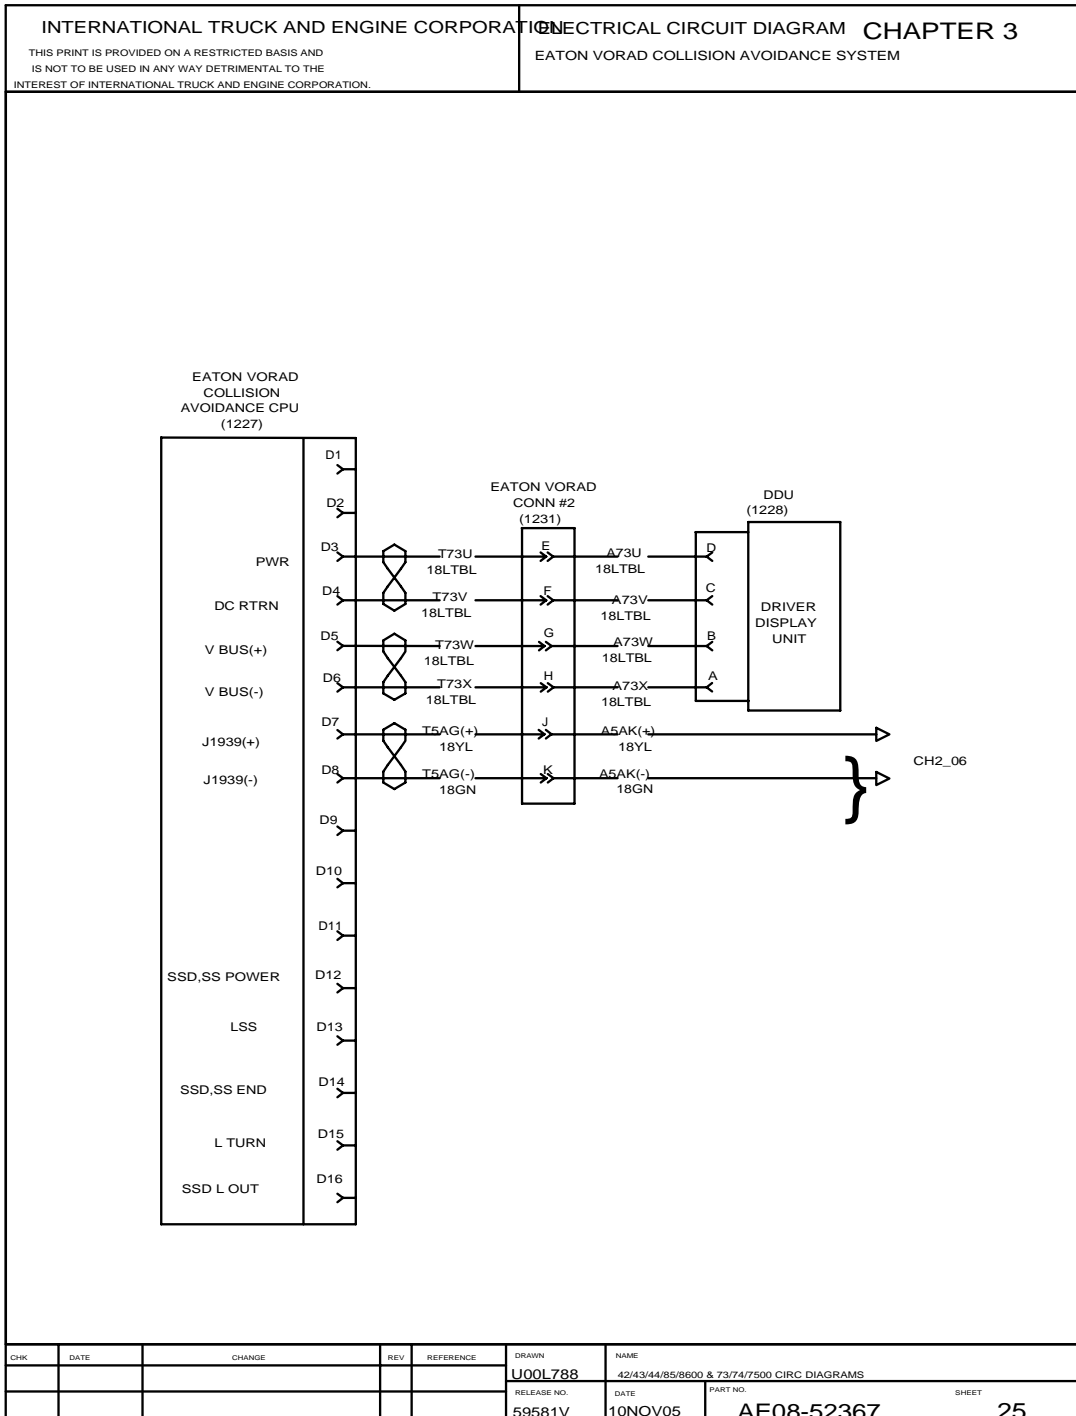 INTERNATIONAL TRUCK AND ENGINE CORPORATION
THIS PRINT IS PROVIDED ON A RESTRICTED BASIS AND
IS NOT TO BE USED IN ANY WAY DETRIMENTAL TO THE
INTEREST OF INTERNATIONAL TRUCK AND ENGINE CORPORATION.
ELECTRICAL CIRCUIT DIAGRAM CHAPTER 3
EATON VORAD COLLISION AVOIDANCE SYSTEM
EATON VORAD
COLLISION
AVOIDANCE CPU
(1227)
EATON VORAD
CONN #2
(1231)
DDU
(1228)
D1
D2
PWR D3 T73U 18LTBL E A73U 18LTBL D
DC RTRN D4 T73V 18LTBL F A73V 18LTBL C
V BUS(+) D5 T73W 18LTBL G A73W 18LTBL B
V BUS(-) D6 T73X 18LTBL H A73X 18LTBL A
DRIVER
DISPLAY
UNIT
J1939(+) D7 T5AG(+) 18YL J A5AK(+) 18YL
J1939(-) D8 T5AG(-) 18GN K A5AK(-) 18GN
} CH2_06
D9
D10
D11
SSD,SS POWER D12
LSS D13
SSD,SS END D14
L TURN D15
SSD L OUT D16
CHK DATE CHANGE REV REFERENCE
DRAWN
U00L788
NAME
42/43/44/85/8600 & 73/74/7500 CIRC DIAGRAMS
RELEASE NO.
59581V
DATE
10NOV05
PART NO.
AE08-52367
SHEET
25